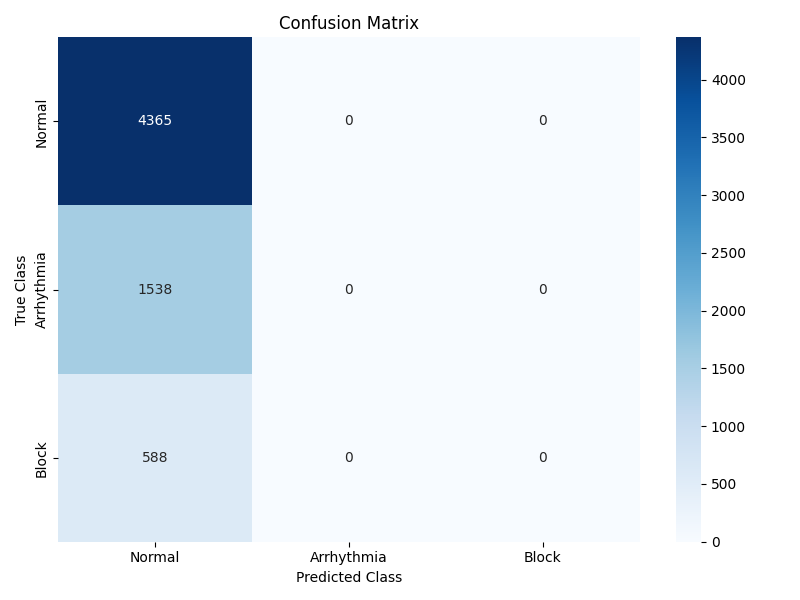 Confusion Matrix
True Class
Normal
4365 0 0
Arrhythmia
1538 0 0
Block
588 0 0
Normal Arrhythmia Block
Predicted Class
4000
3500
3000
2500
2000
1500
1000
500
0